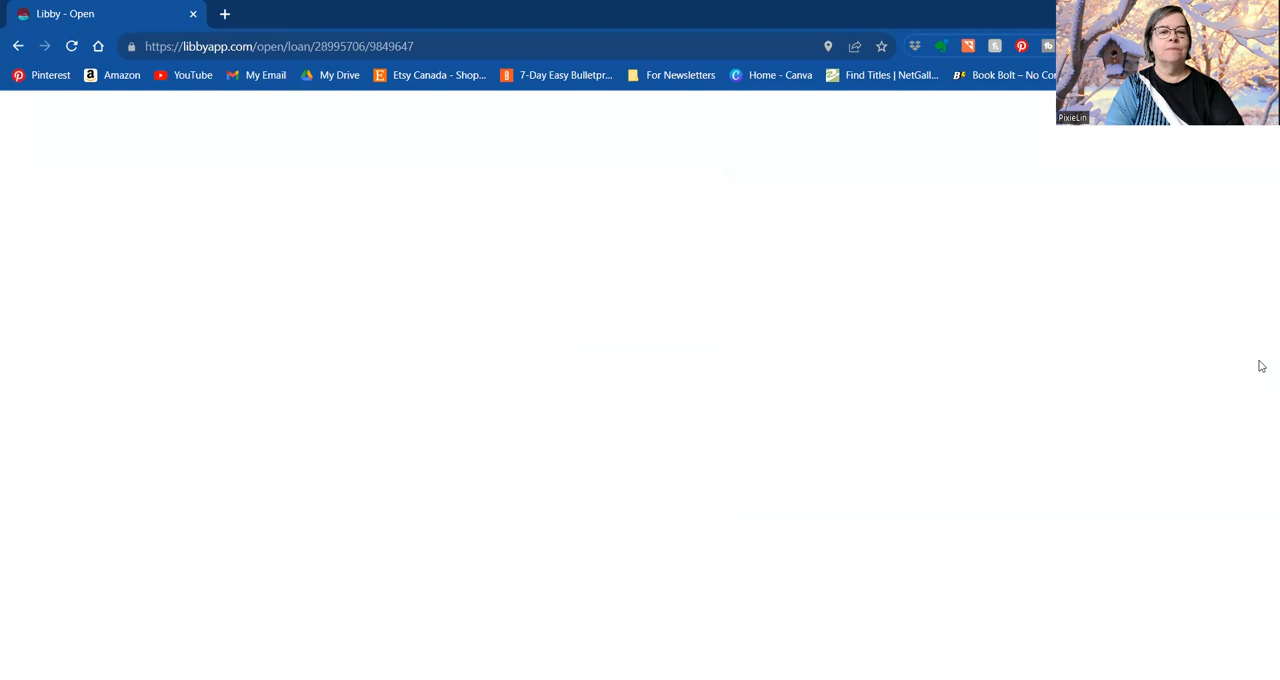 Libby - Open
https://libbyapp.com/open/loan/28995706/9849647
Pinterest Amazon YouTube My Email My Drive Etsy Canada - Shop... 7-Day Easy Bulletpr... For Newsletters Home - Canva Find Titles | NetGall... Book Bolt – No Con
PixieLin